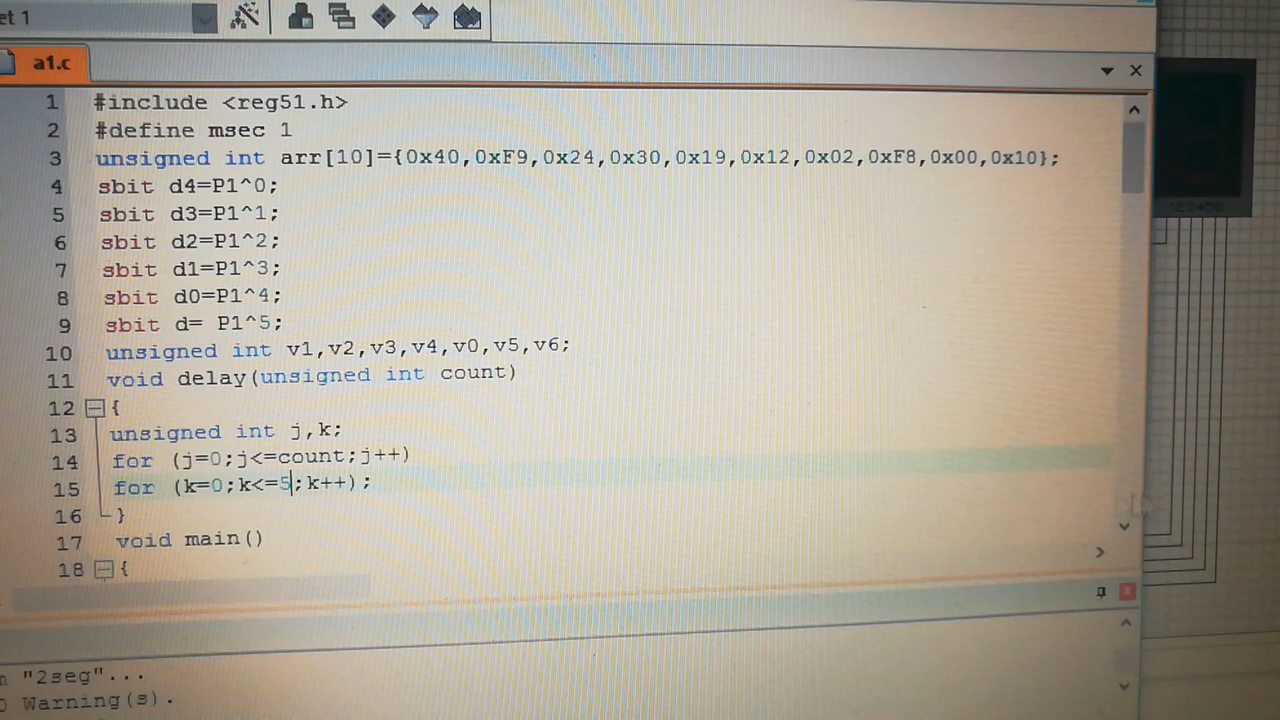 et 1
a1.c
1 #include <reg51.h>
2 #define msec 1
3 unsigned int arr[10]={0x40,0xF9,0x24,0x30,0x19,0x12,0x02,0xF8,0x00,0x10};
4 sbit d4=P1^0;
5 sbit d3=P1^1;
6 sbit d2=P1^2;
7 sbit d1=P1^3;
8 sbit d0=P1^4;
9 sbit d= P1^5;
10 unsigned int v1,v2,v3,v4,v0,v5,v6;
11 void delay(unsigned int count)
12 {
13 unsigned int j,k;
14 for (j=0;j<=count;j++)
15 for (k=0;k<=5;k++);
16 }
17 void main()
18 {
"2seg"...
Warning(s).